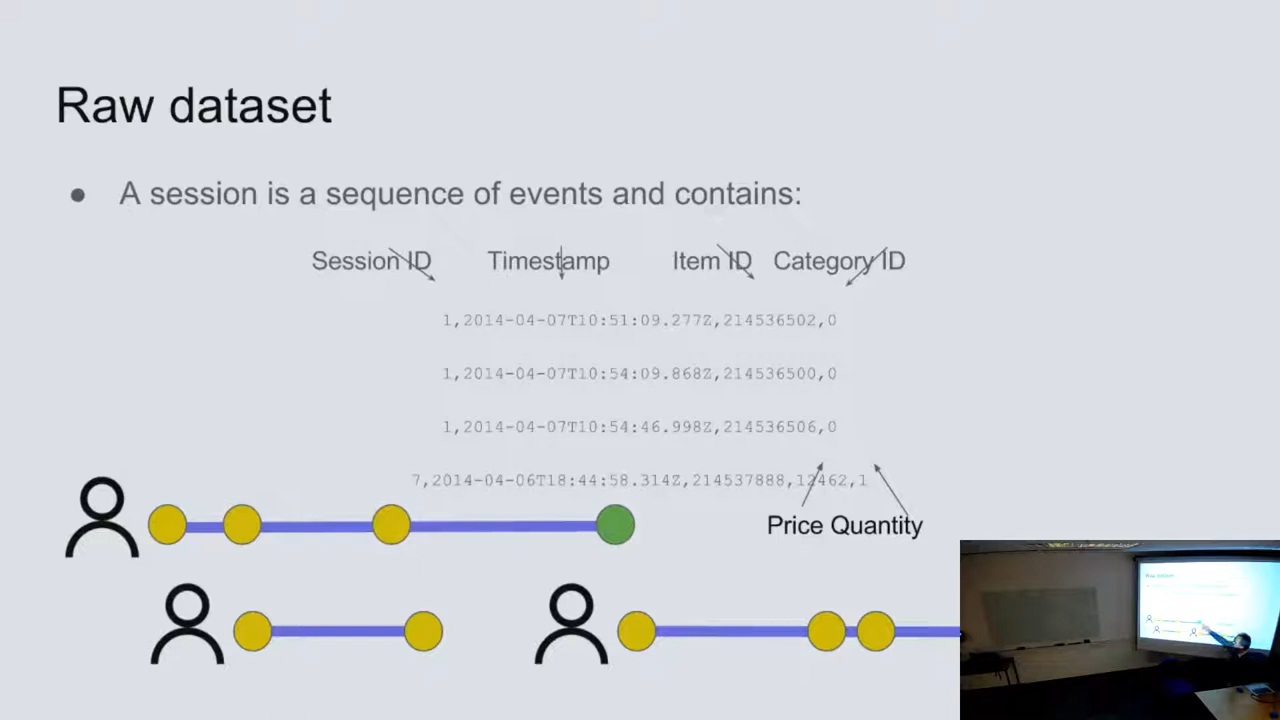 Raw dataset
● A session is a sequence of events and contains:
Session ID Timestamp Item ID Category ID
1,2014-04-07T10:51:09.277Z,214536502,0
1,2014-04-07T10:54:09.868Z,214536500,0
1,2014-04-07T10:54:46.998Z,214536506,0
7,2014-04-06T18:44:58.314Z,214537888,12462,1
Price Quantity
Raw dataset